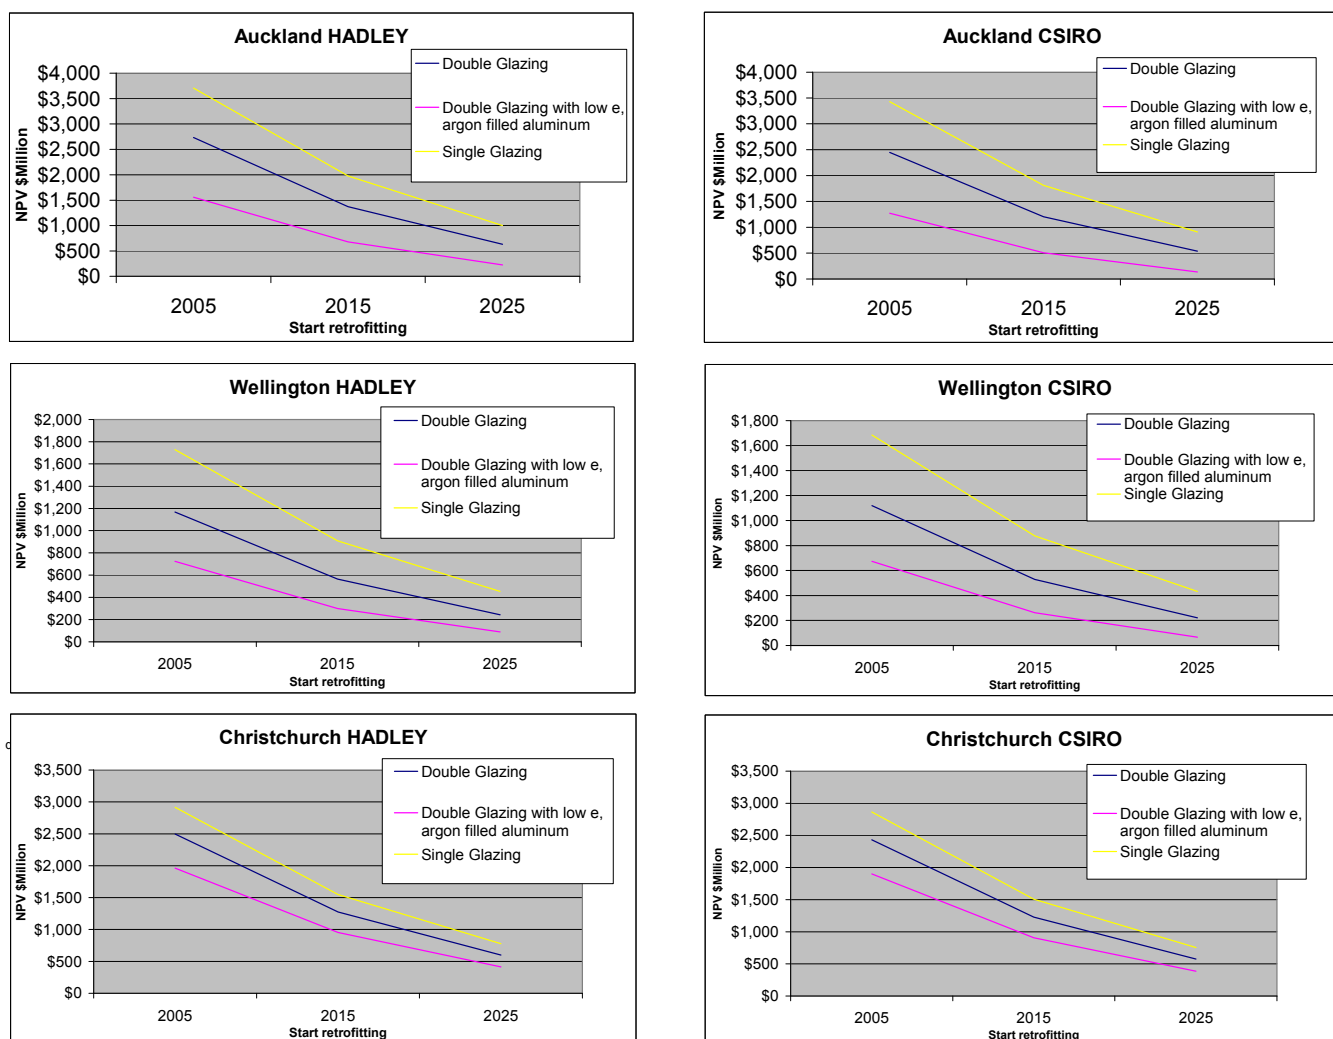 Auckland HADLEY
Double Glazing
Double Glazing with low e,
argon filled aluminum
Single Glazing
NPV $Million
$4,000
$3,500
$3,000
$2,500
$2,000
$1,500
$1,000
$500
$0
2005 2015 2025
Start retrofitting
Auckland CSIRO
Double Glazing
Double Glazing with low e,
argon filled aluminum
Single Glazing
NPV $Million
$4,000
$3,500
$3,000
$2,500
$2,000
$1,500
$1,000
$500
$0
2005 2015 2025
Start retrofitting
Wellington HADLEY
Double Glazing
Double Glazing with low e,
argon filled aluminum
Single Glazing
NPV $Million
$2,000
$1,800
$1,600
$1,400
$1,200
$1,000
$800
$600
$400
$200
$0
2005 2015 2025
Start retrofitting
Wellington CSIRO
Double Glazing
Double Glazing with low e,
argon filled aluminum
Single Glazing
NPV $Million
$1,800
$1,600
$1,400
$1,200
$1,000
$800
$600
$400
$200
$0
2005 2015 2025
Start retrofitting
Christchurch HADLEY
Double Glazing
Double Glazing with low e,
argon filled aluminum
Single Glazing
NPV $Million
$3,500
$3,000
$2,500
$2,000
$1,500
$1,000
$500
$0
2005 2015 2025
Start retrofitting
Christchurch CSIRO
Double Glazing
Double Glazing with low e,
argon filled aluminum
Single Glazing
NPV $Million
$3,500
$3,000
$2,500
$2,000
$1,500
$1,000
$500
$0
2005 2015 2025
Start retrofitting